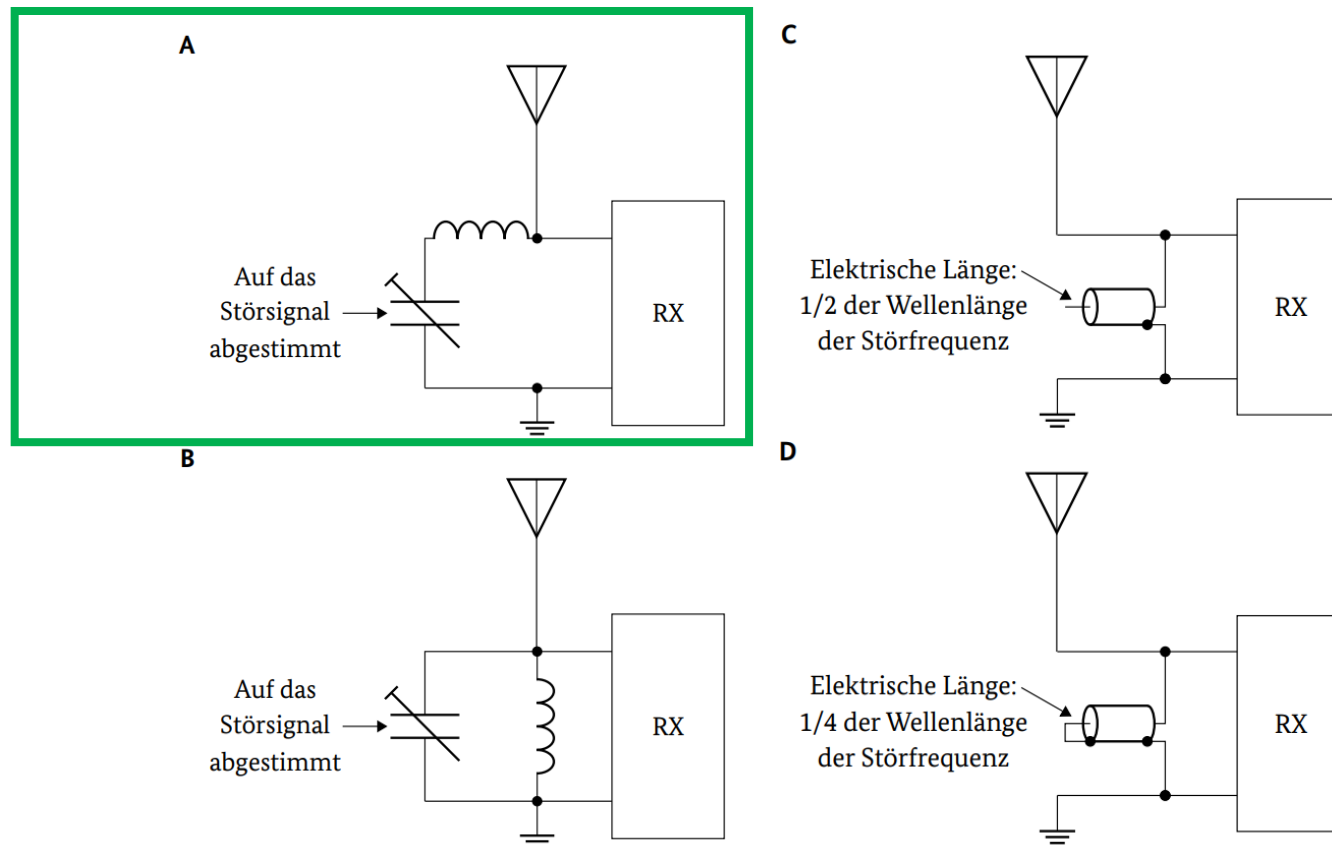 A
Auf das
Störsignal
abgestimmt
RX
B
Auf das
Störsignal
abgestimmt
RX
C
Elektrische Länge:
1/2 der Wellenlänge
der Störfrequenz
RX
D
Elektrische Länge:
1/4 der Wellenlänge
der Störfrequenz
RX